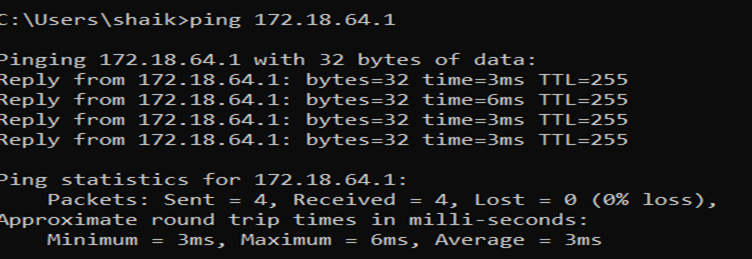 C:\Users\shaik>ping 172.18.64.1
Pinging 172.18.64.1 with 32 bytes of data:
Reply from 172.18.64.1: bytes=32 time=3ms TTL=255
Reply from 172.18.64.1: bytes=32 time=6ms TTL=255
Reply from 172.18.64.1: bytes=32 time=3ms TTL=255
Reply from 172.18.64.1: bytes=32 time=3ms TTL=255
Ping statistics for 172.18.64.1:
Packets: Sent = 4, Received = 4, Lost = 0 (0% loss),
Approximate round trip times in milli-seconds:
Minimum = 3ms, Maximum = 6ms, Average = 3ms